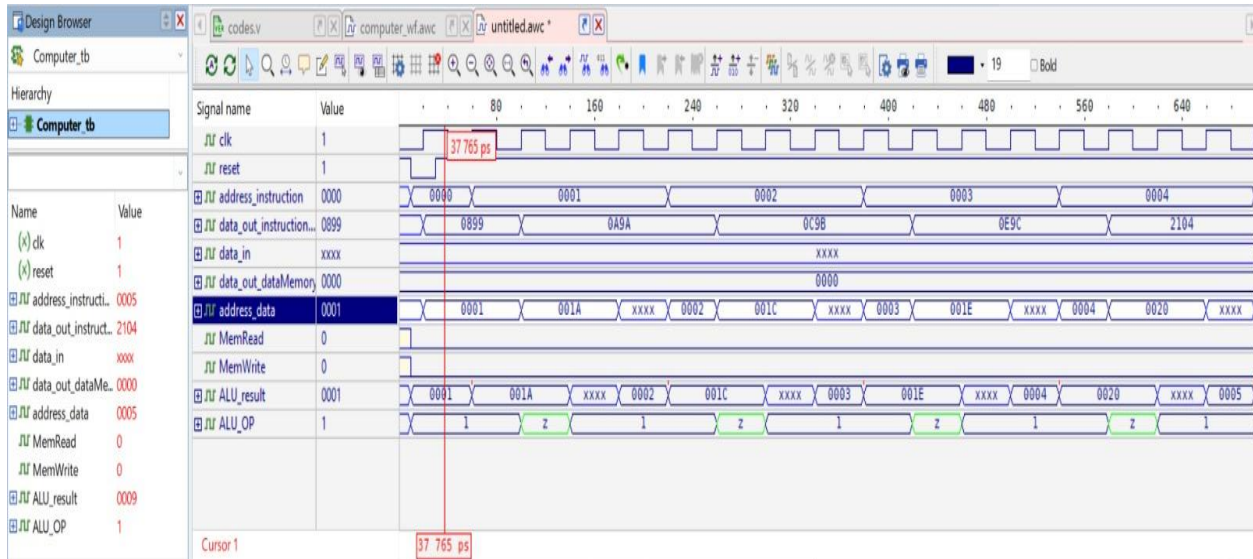 Design Browser
Computer_tb
Hierarchy
Computer_tb
Name Value
clk 1
reset 1
address_instructi.. 0005
data_out_instruct.. 2104
data_in xxxx
data_out_dataMe.. 0000
address_data 0005
MemRead 0
MemWrite 0
ALU_result 0009
ALU_OP 1
codes.v computer_wf.awc untitled.awc *
19 Bold
Signal name Value 80 160 240 320 400 480 560 640
clk 1
37 765 ps
reset 1
address_instruction 0000 0000 0001 0002 0003 0004
data_out_instruction... 0899 0899 0A9A 0C9B 0E9C 2104
data_in xxxx xxxx
data_out_dataMemory 0000 0000
address_data 0001 0001 001A xxxx 0002 001C xxxx 0003 001E xxxx 0004 0020 xxxx
MemRead 0
MemWrite 0
ALU_result 0001 0001 001A xxxx 0002 001C xxxx 0003 001E xxxx 0004 0020 xxxx 0005
ALU_OP 1 1 z 1 z 1 z 1 z 1
Cursor 1 37 765 ps